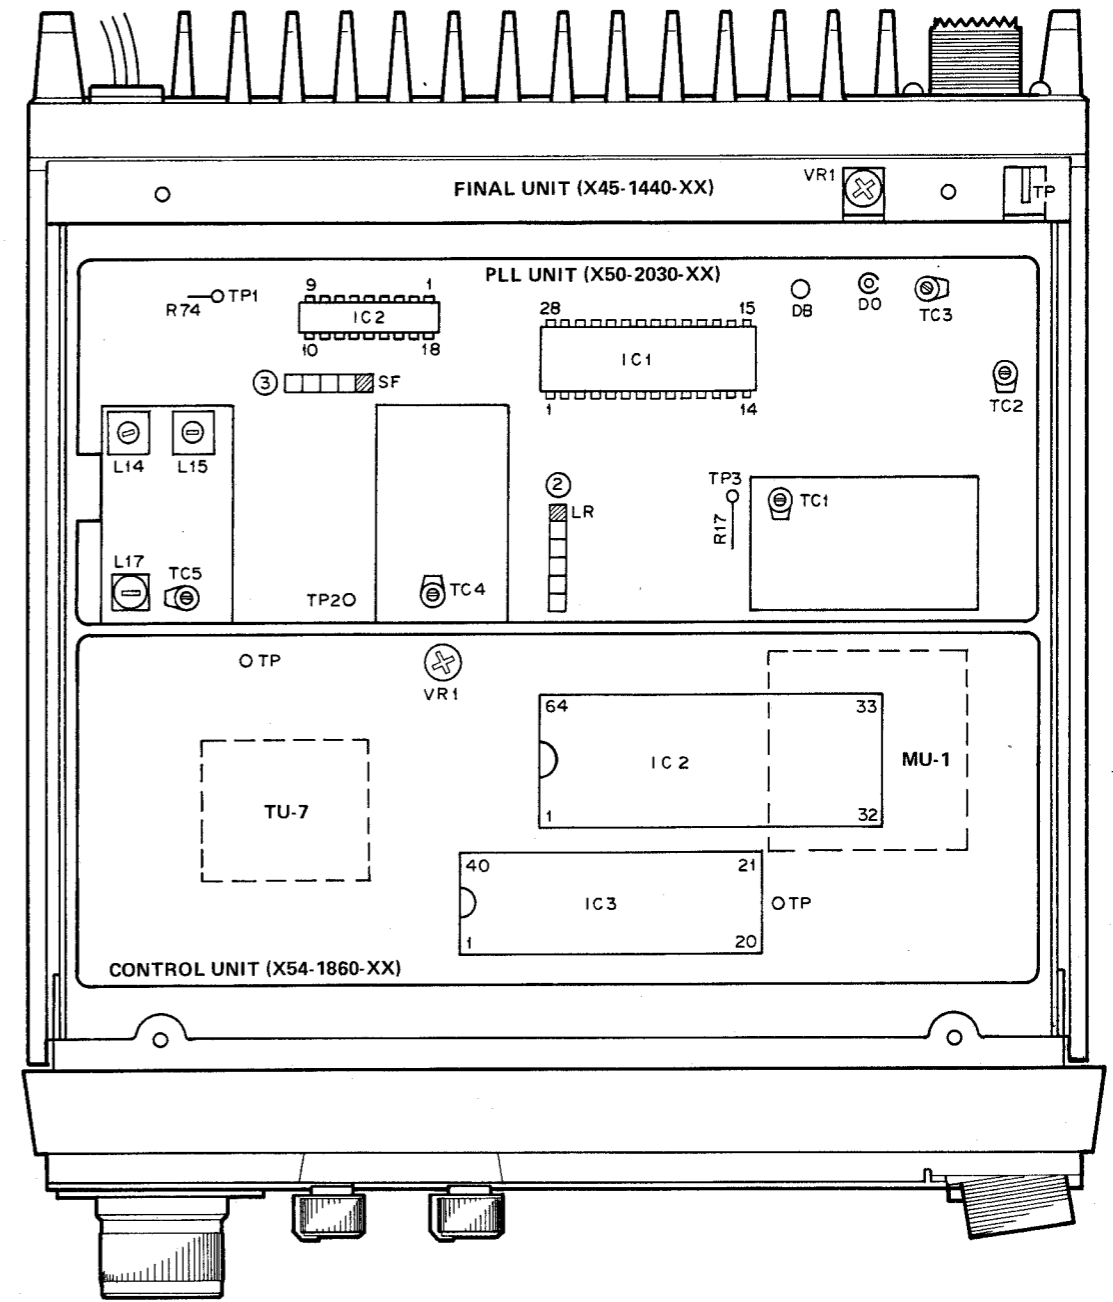 FINAL UNIT (X45-1440-XX)
VR1
TP
PLL UNIT (X50-2030-XX)
R74
TP1
9
1
IC2
10
18
3
SF
28
15
IC1
1
14
DB
DO
TC3
TC2
L14
L15
L17
TC5
TP2
TC4
2
LR
TP3
R17
TC1
TP
VR1
TU-7
64
33
IC2
1
32
MU-1
40
21
IC3
1
20
TP
CONTROL UNIT (X54-1860-XX)